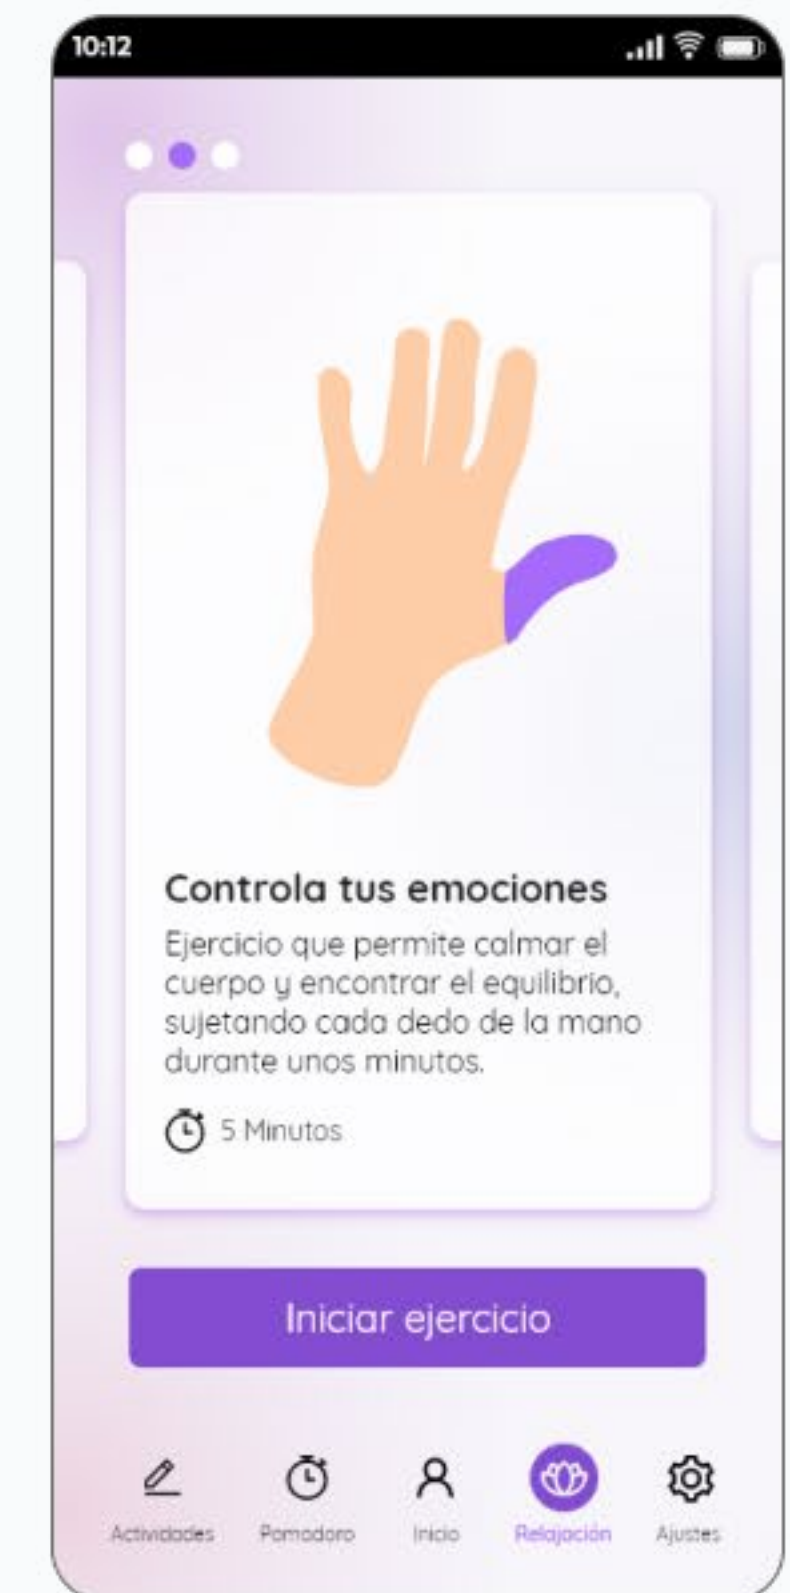 10:12
Controla tus emociones
Ejercicio que permite calmar el
cuerpo y encontrar el equilibrio,
sujetando cada dedo de la mano
durante unos minutos.
5 Minutos
Iniciar ejercicio
Actividades Pomodoro Inicio Relajación Ajustes